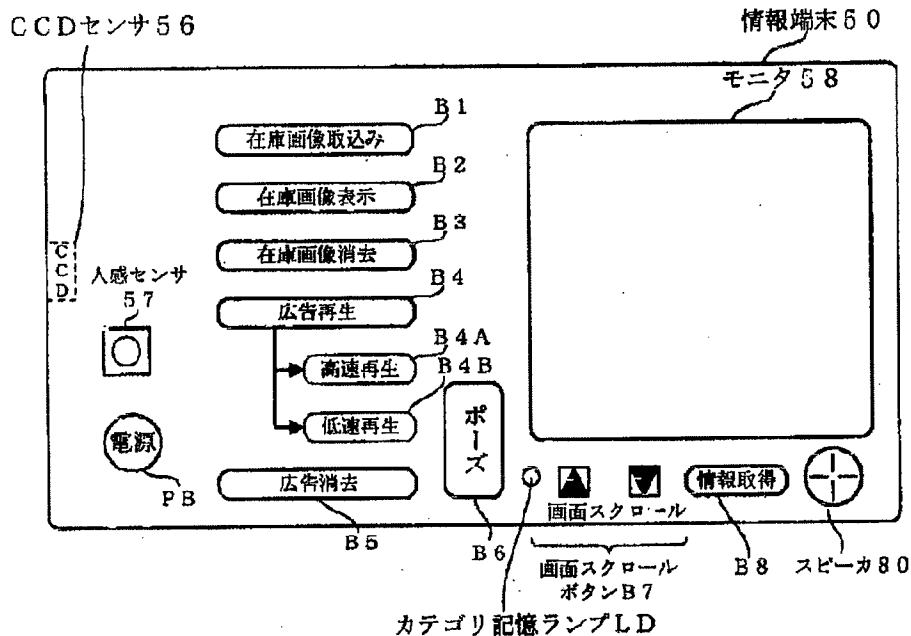 CCDセンサ56
情報端末50
モニタ58
B1
在庫画像取込み
B2
在庫画像表示
B3
在庫画像消去
CCD
人感センサ
57
B4
広告再生
B4A
高速再生
B4B
低速再生
ポーズ
電源
PB
広告消去
B5
B6
画面スクロール
情報取得
画面スクロール
ボタンB7
B8
スピーカ80
カテゴリ記憶ランプLD